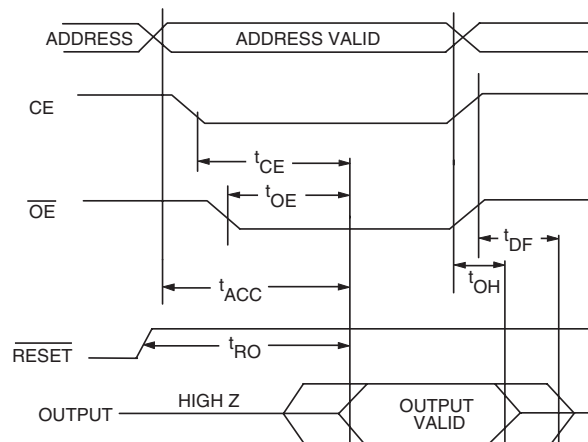 ADDRESS
ADDRESS VALID
CE
tCE
tOE
OE
tDF
tOH
tACC
tRO
RESET
HIGH Z
OUTPUT
OUTPUT
VALID